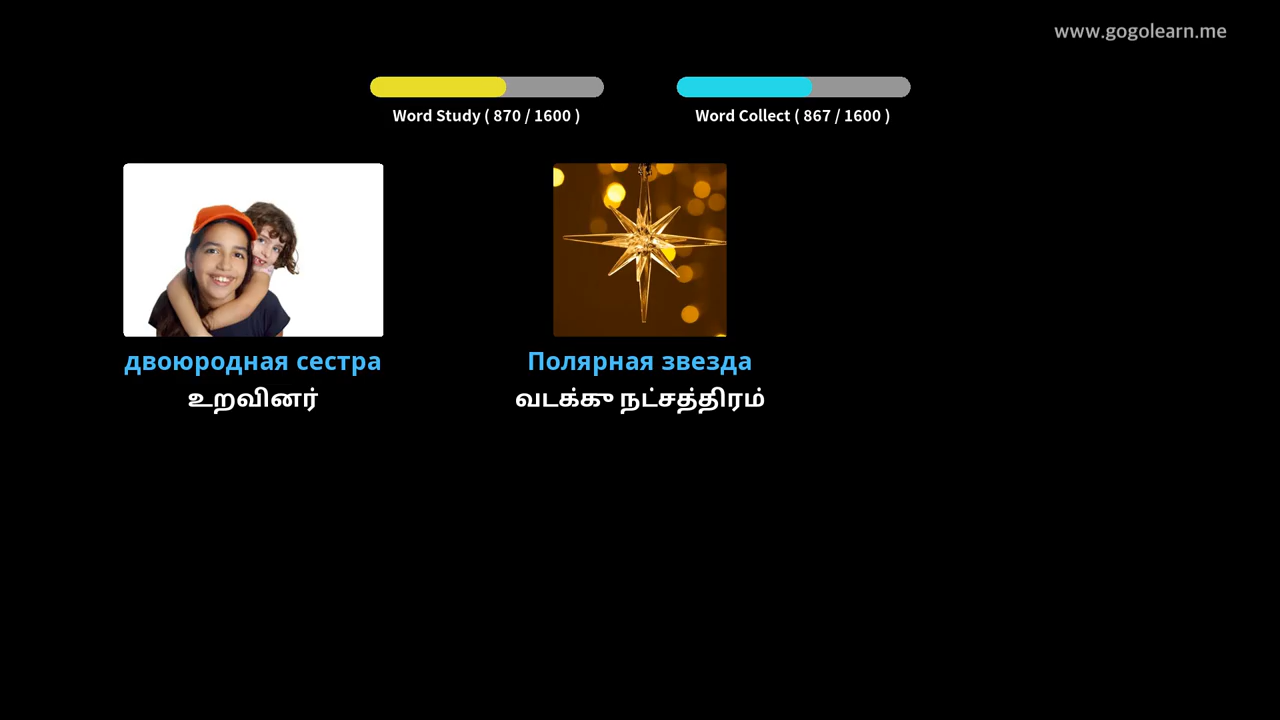 www.gogolearn.me
Word Study ( 870 / 1600 )
Word Collect ( 867 / 1600 )
двоюродная сестра
உறவினர்
Полярная звезда
வடக்கு நட்சத்திரம்